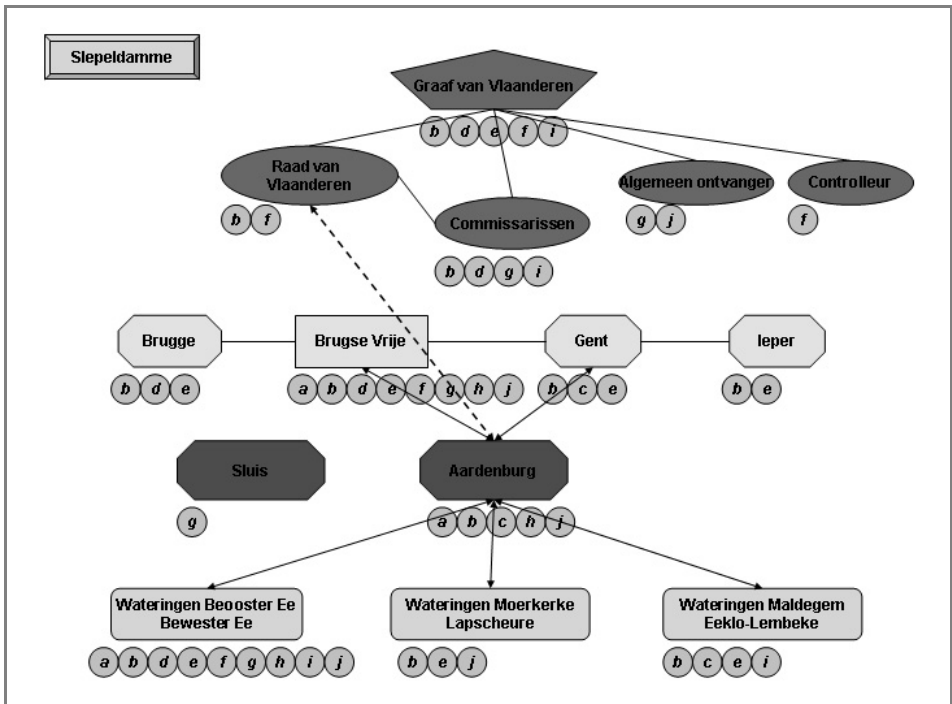 Slepeldamme
Graaf van Vlaanderen
b d e f i
Raad van
Vlaanderen
Algemeen ontvanger
Controlleur
b f
g j
f
Commissarissen
b d g i
Brugge
Brugse Vrije
Gent
Ieper
b d e
a b d e f g h j
b c e
b e
Sluis
Aardenburg
g
a b c h j
Wateringen Beooster Ee
Bewester Ee
Wateringen Moerkerke
Lapscheure
Wateringen Maldegem
Eeklo-Lembeke
a b d e f g h i j
b e j
b c e i